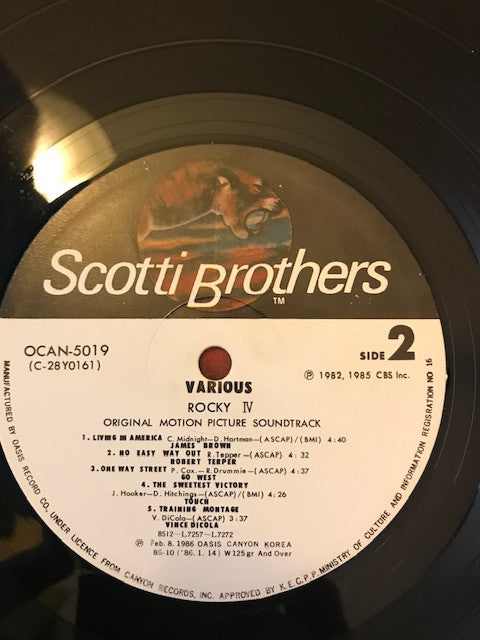 Scotti Brothers
TM
OCAN-5019
(C-28Y0161)
SIDE 2
℗ 1982, 1985 CBS Inc.
VARIOUS
ROCKY IV
ORIGINAL MOTION PICTURE SOUNDTRACK
1. LIVING IN AMERICA C. Midnight-D. Hartman-(ASCAP)/(BMI) 4:40
JAMES BROWN
2. NO EASY WAY OUT R. Tepper-(ASCAP) 4:32
ROBERT TERPER
3. ONE WAY STREET P. Cox.-R. Drummie-(ASCAP) 4:37
GO WEST
4. THE SWEETEST VICTORY
J. Hooker-D. Hitchings-(ASCAP)/(BMI) 4:26
TOUCH
5. TRAINING MONTAGE
V. DiCola-(ASCAP) 3:37
VINCE DICOLA
8512-L7257-L7272
℗ Feb. 8. 1986 OASIS CANYON KOREA
86-10 ('86. 1. 14) W125gr And Over
MANUFACTURED BY OASIS RECORD CO., UNDER LICENCE FROM CANYON RECORDS, INC. APPROVED BY K.E.C.P.P. MINISTRY OF CULTURE AND INFORMATION REGISRATION NO 16